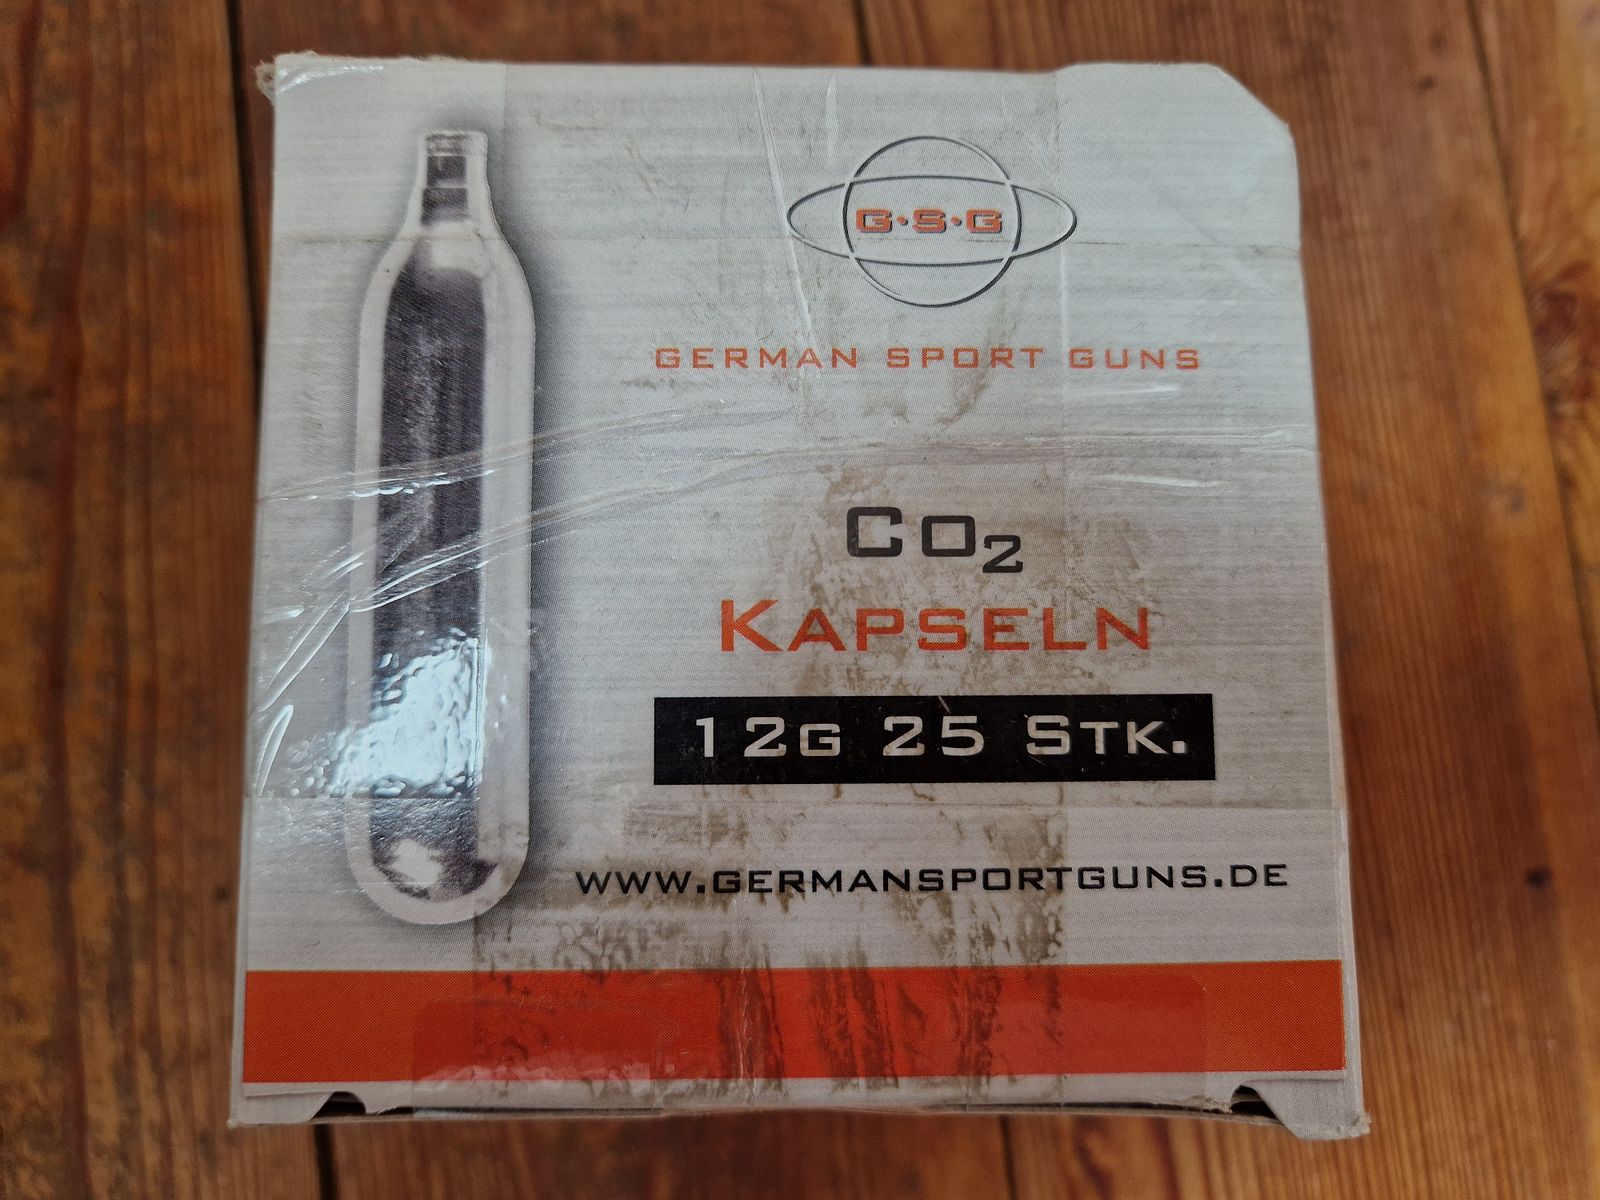 G·S·G
GERMAN SPORT GUNS
CO₂
KAPSELN
12G 25 STK.
WWW.GERMANSPORTGUNS.DE